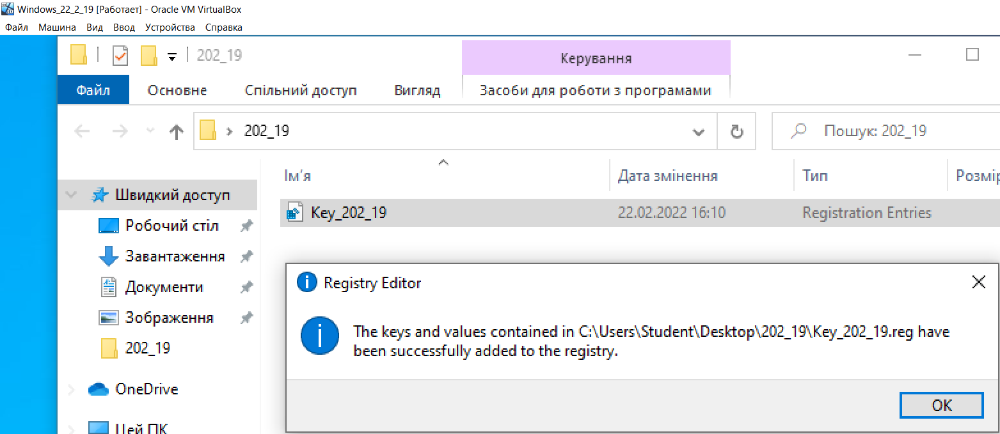 Windows_22_2_19 [Работает] - Oracle VM VirtualBox
Файл Машина Вид Ввод Устройства Справка
202_19
Керування
Файл Основне Спільний доступ Вигляд Засоби для роботи з програмами
202_19
Пошук: 202_19
Ім'я Дата змінення Тип Розмір
Швидкий доступ
Key_202_19 22.02.2022 16:10 Registration Entries
Робочий стіл
Завантаження
Документи
Зображення
202_19
OneDrive
Цей ПК
Registry Editor
The keys and values contained in C:\Users\Student\Desktop\202_19\Key_202_19.reg have
been successfully added to the registry.
OK